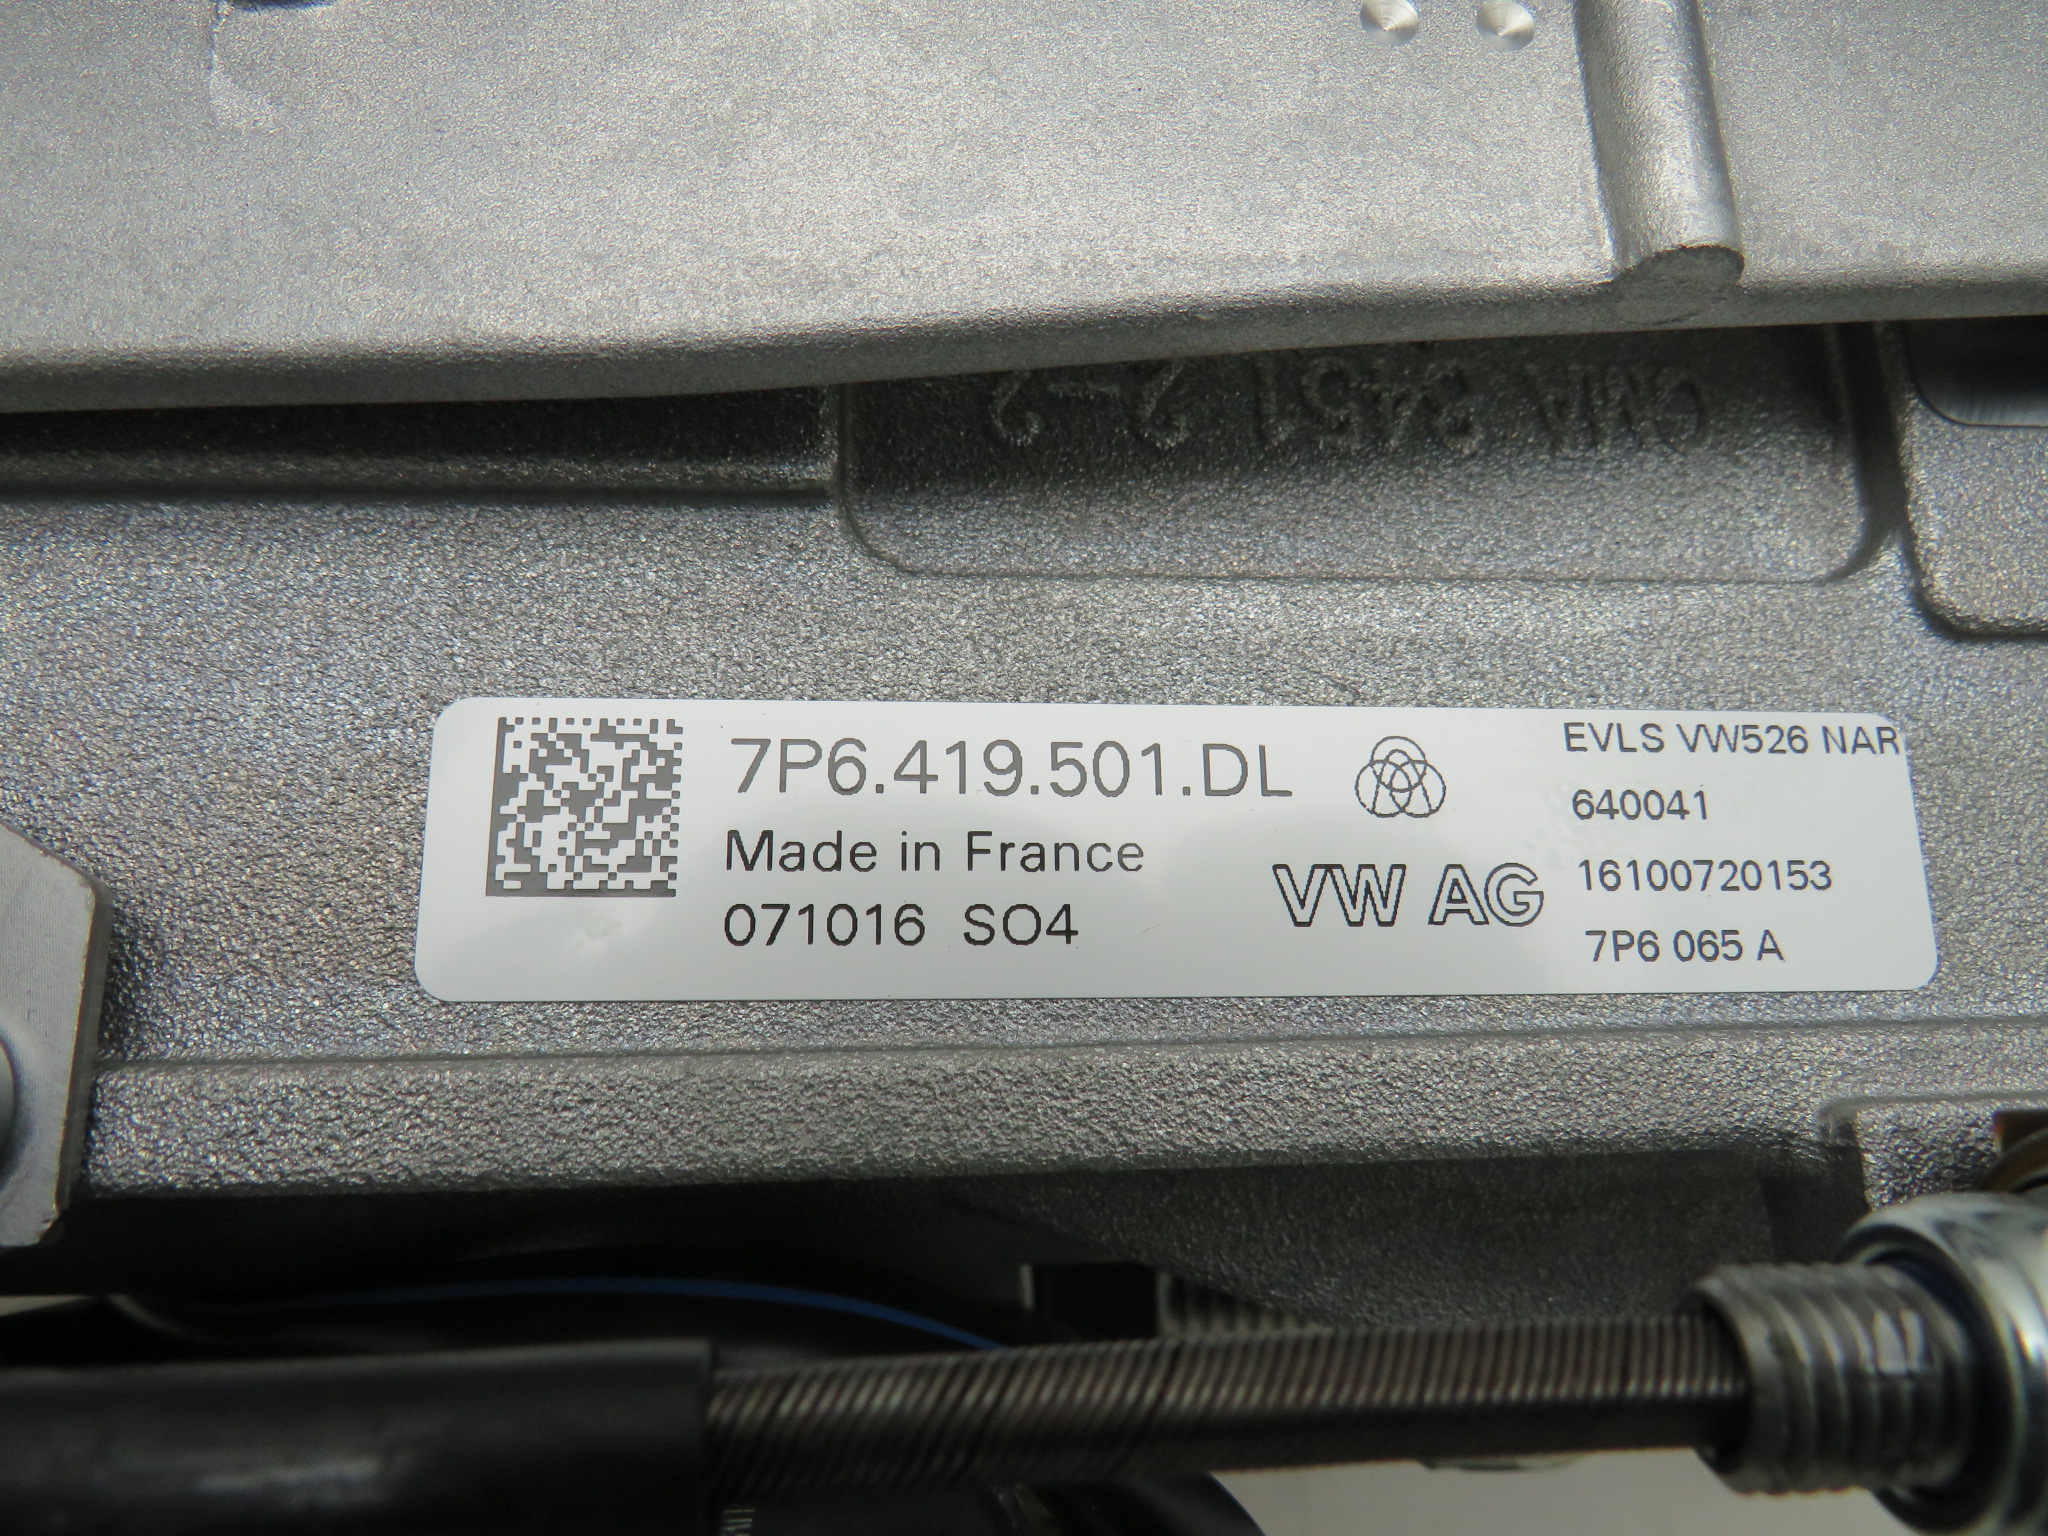 7P6.419.501.DL
Made in France
071016 SO4
VW AG
EVLS VW526 NAR
640041
16100720153
7P6 065 A